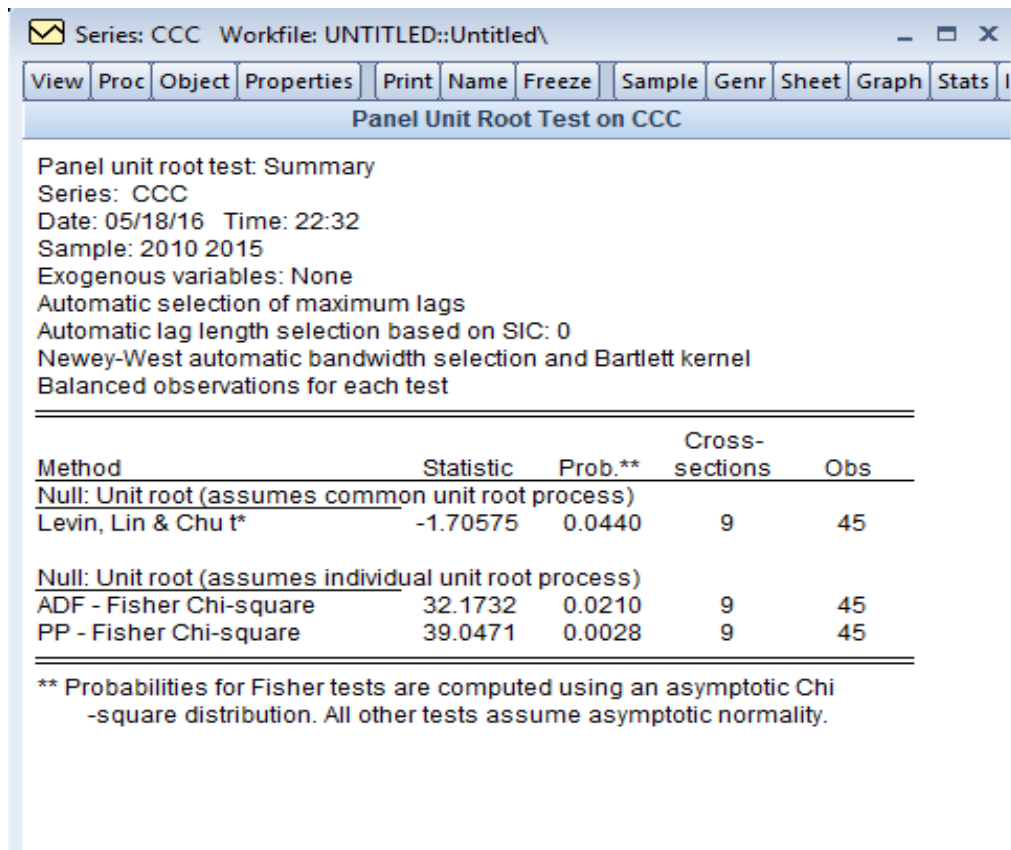 Series: CCC Workfile: UNTITLED::Untitled\
View Proc Object Properties Print Name Freeze Sample Genr Sheet Graph Stats
Panel Unit Root Test on CCC
Panel unit root test: Summary
Series: CCC
Date: 05/18/16 Time: 22:32
Sample: 2010 2015
Exogenous variables: None
Automatic selection of maximum lags
Automatic lag length selection based on SIC: 0
Newey-West automatic bandwidth selection and Bartlett kernel
Balanced observations for each test
Cross-
Method Statistic Prob.** sections Obs
Null: Unit root (assumes common unit root process)
Levin, Lin & Chu t* -1.70575 0.0440 9 45
Null: Unit root (assumes individual unit root process)
ADF - Fisher Chi-square 32.1732 0.0210 9 45
PP - Fisher Chi-square 39.0471 0.0028 9 45
** Probabilities for Fisher tests are computed using an asymptotic Chi
-square distribution. All other tests assume asymptotic normality.